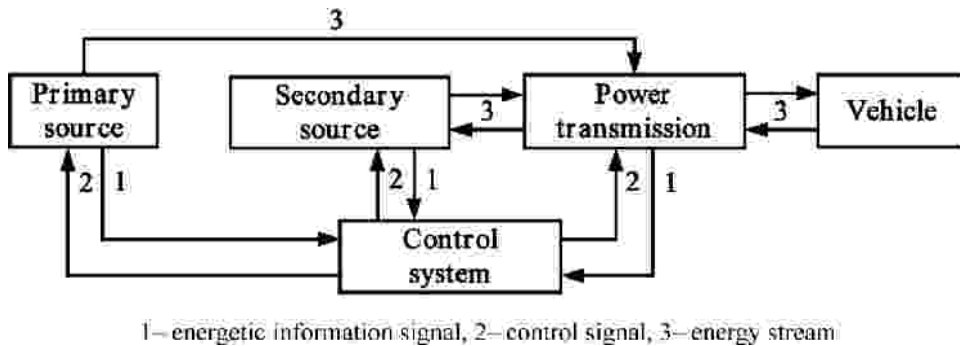 3
Primary
source
Secondary
source
3
Power
transmission
3
Vehicle
2
1
2
1
2
1
Control
system
1–energetic information signal, 2–control signal, 3–energy stream